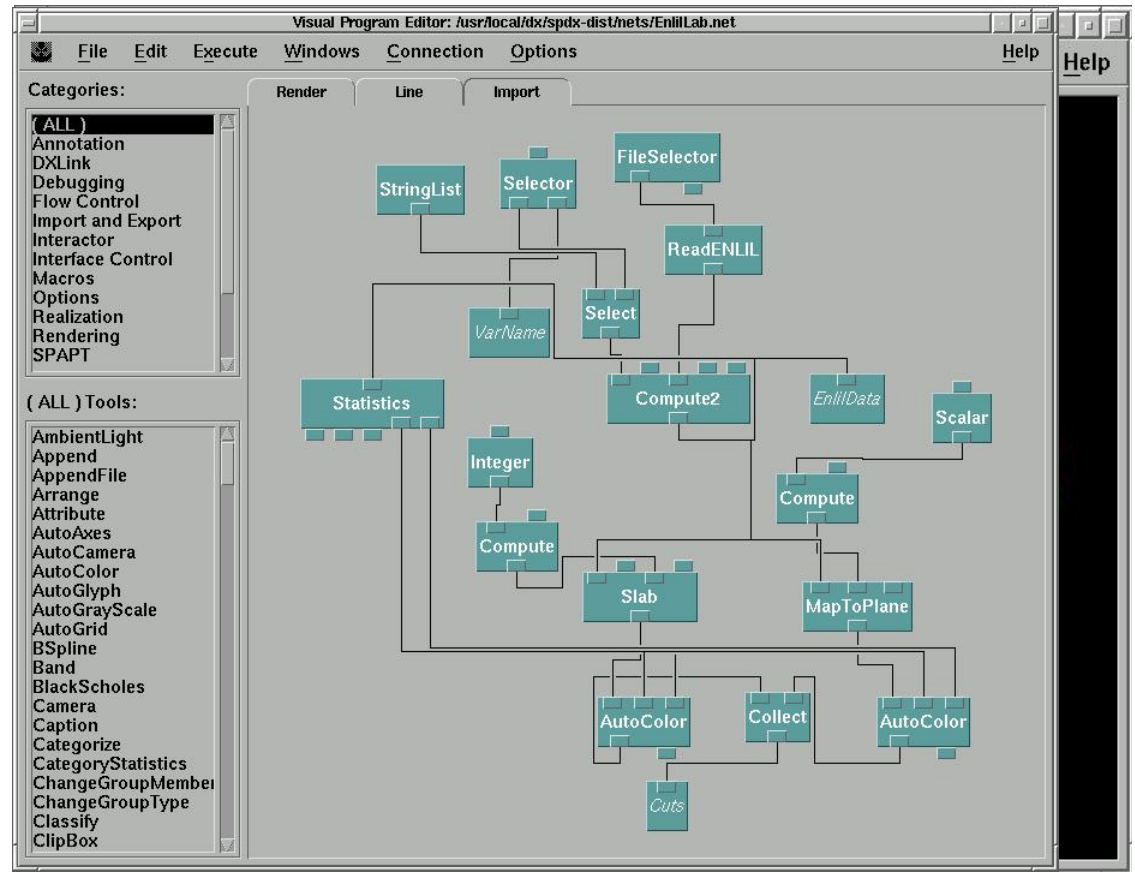 Visual Program Editor: /usr/local/dx/spdx-dist/nets/EnlilLab.net
File Edit Execute Windows Connection Options Help
Help
Categories:
( ALL )
Annotation
DXLink
Debugging
Flow Control
Import and Export
Interactor
Interface Control
Macros
Options
Realization
Rendering
SPAPT
( ALL ) Tools:
AmbientLight
Append
AppendFile
Arrange
Attribute
AutoAxes
AutoCamera
AutoColor
AutoGlyph
AutoGrayScale
AutoGrid
BSpline
Band
BlackScholes
Camera
Caption
Categorize
CategoryStatistics
ChangeGroupMember
ChangeGroupType
Classify
ClipBox
Render Line Import
FileSelector
StringList
Selector
ReadENLIL
Select
VarName
Statistics
Compute2
EnlilData
Scalar
Integer
Compute
Compute
Slab
MapToPlane
AutoColor
Collect
AutoColor
Cuts